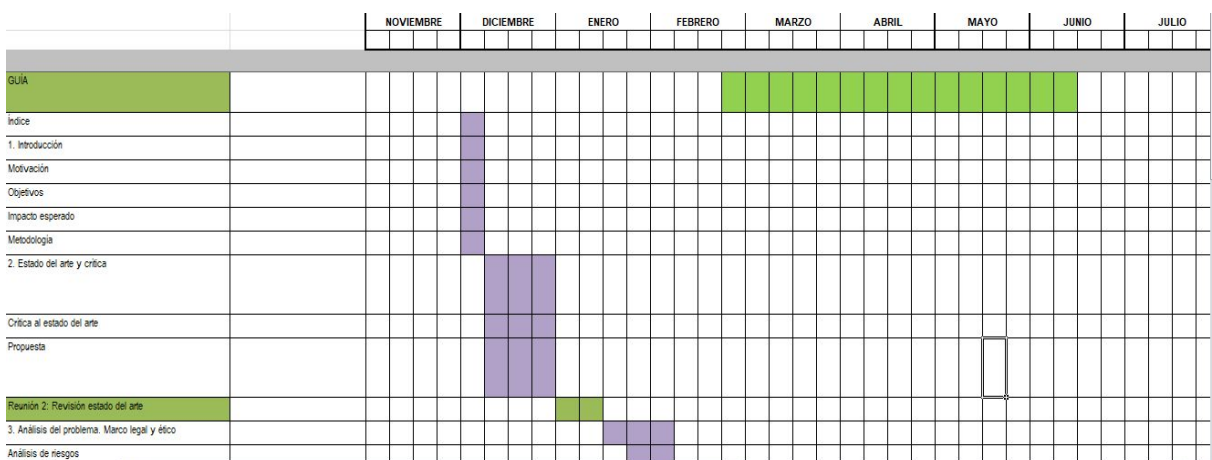 NOVIEMBRE DICIEMBRE ENERO FEBRERO MARZO ABRIL MAYO JUNIO JULIO
GUÍA
Índice
1. Introducción
Motivación
Objetivos
Impacto esperado
Metodología
2. Estado del arte y crítica
Crítica al estado del arte
Propuesta
Reunión 2: Revisión estado del arte
3. Análisis del problema. Marco legal y ético
Análisis de riesgos